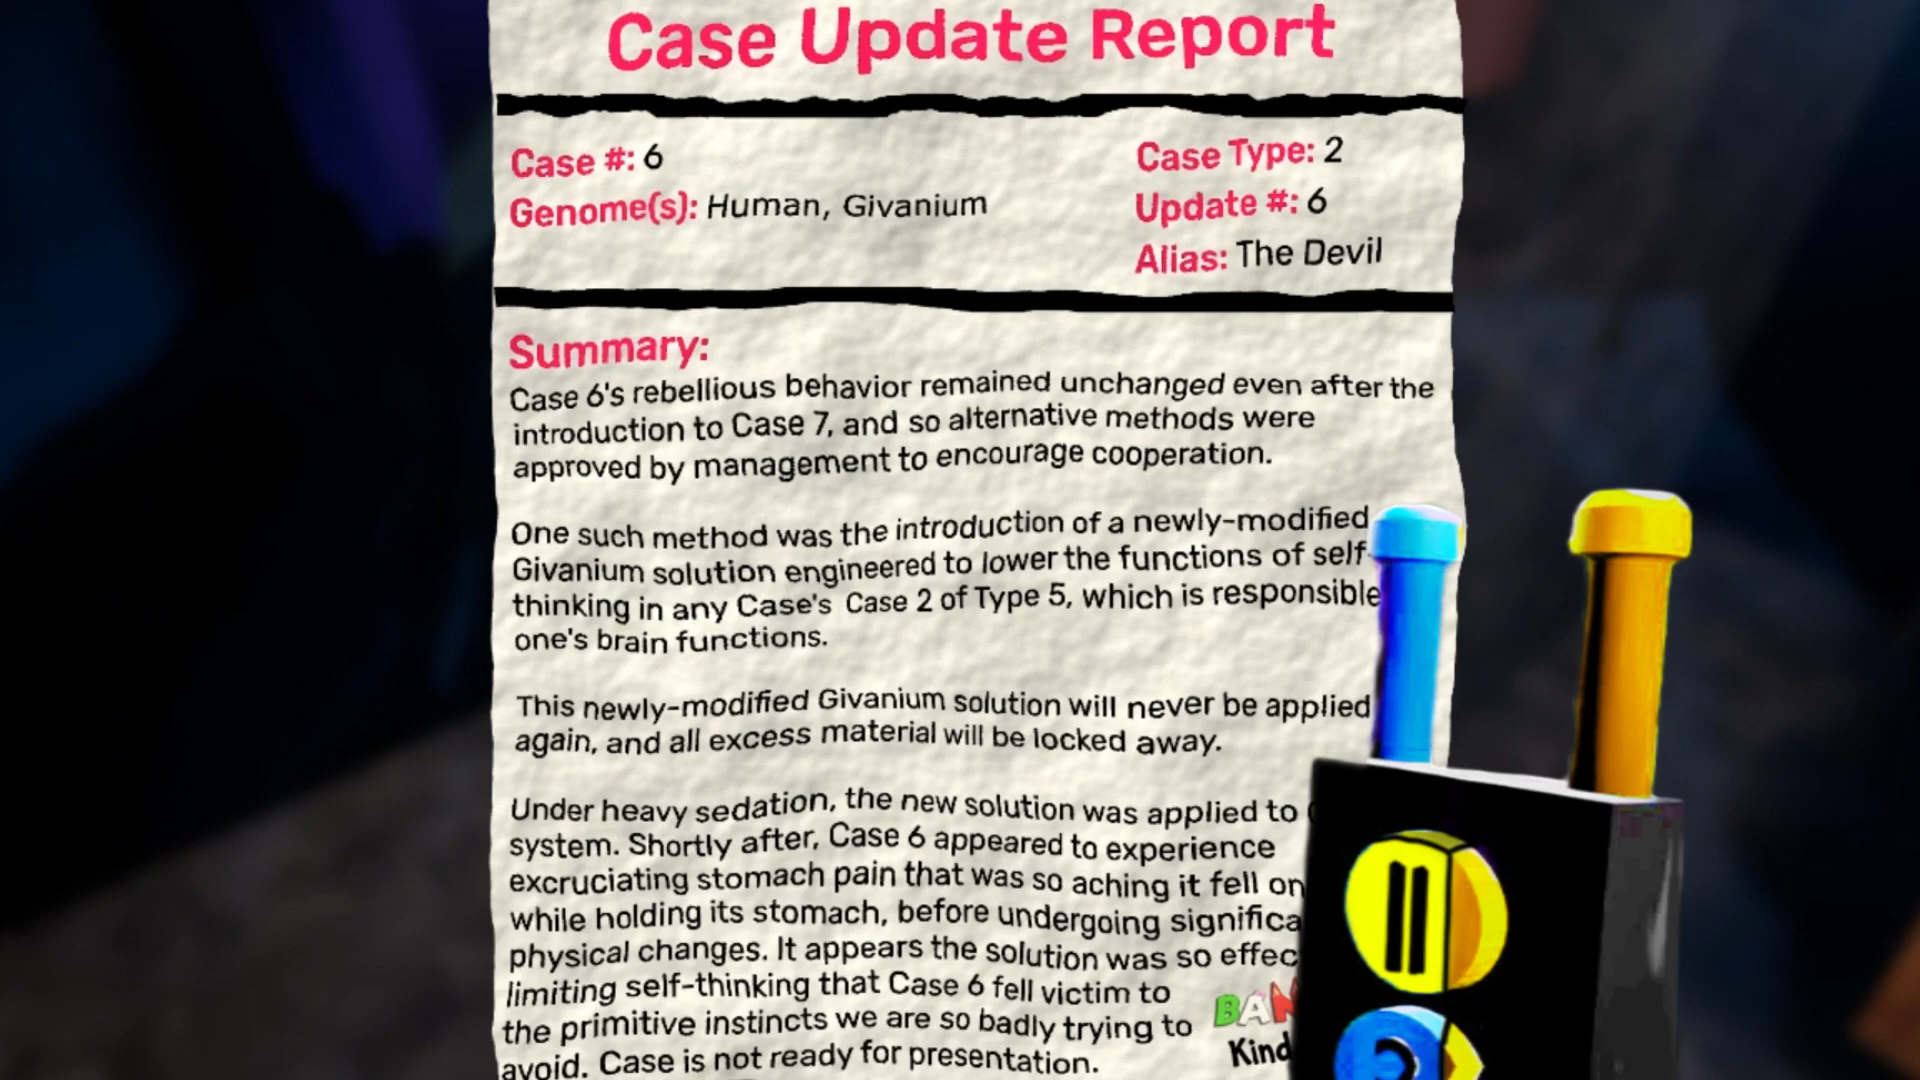 Case Update Report
Case #: 6
Case Type: 2
Genome(s): Human, Givanium
Update #: 6
Alias: The Devil
Summary:
Case 6's rebellious behavior remained unchanged even after the
introduction to Case 7, and so alternative methods were
approved by management to encourage cooperation.
One such method was the introduction of a newly-modified
Givanium solution engineered to lower the functions of self-
thinking in any Case's Case 2 of Type 5, which is responsible
one's brain functions.
This newly-modified Givanium solution will never be applied
again, and all excess material will be locked away.
Under heavy sedation, the new solution was applied to
system. Shortly after, Case 6 appeared to experience
excruciating stomach pain that was so aching it fell on
while holding its stomach, before undergoing significa
physical changes. It appears the solution was so effec
limiting self-thinking that Case 6 fell victim to
the primitive instincts we are so badly trying to
avoid. Case is not ready for presentation.
BAN
Kind